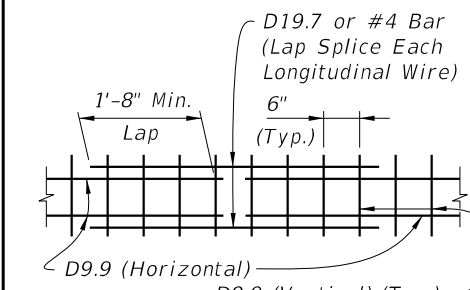 D19.7 or #4 Bar
(Lap Splice Each
Longitudinal Wire)
1'-8" Min.
Lap
6"
(Typ.)
D9.9 (Horizontal)